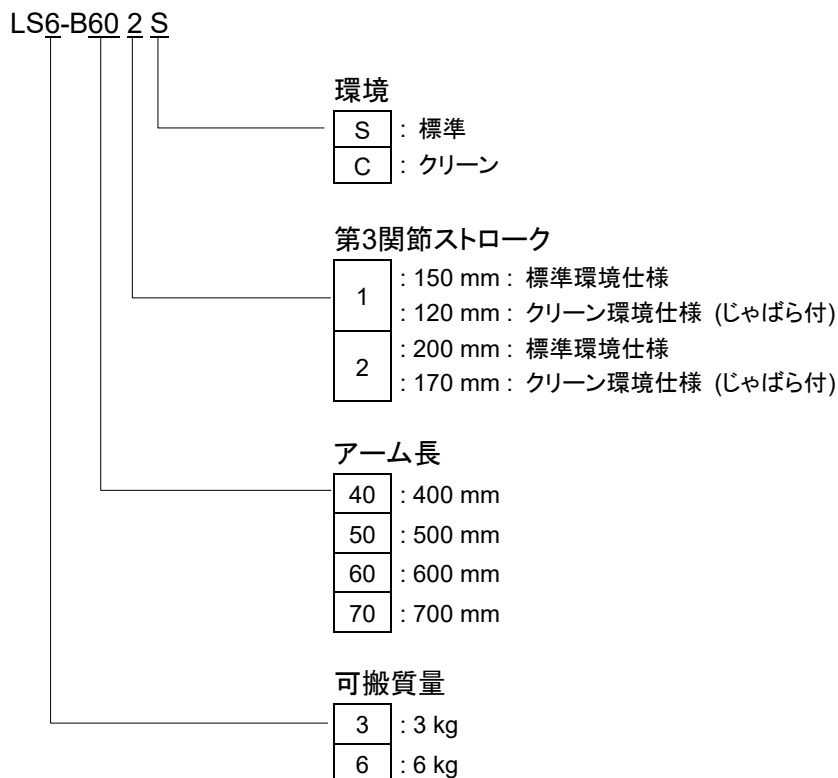 LS6-B60 2 S
環境
S : 標準
C : クリーン
第3関節ストローク
1 : 150 mm : 標準環境仕様
: 120 mm : クリーン環境仕様 (じゃばら付)
2 : 200 mm : 標準環境仕様
: 170 mm : クリーン環境仕様 (じゃばら付)
アーム長
40 : 400 mm
50 : 500 mm
60 : 600 mm
70 : 700 mm
可搬質量
3 : 3 kg
6 : 6 kg